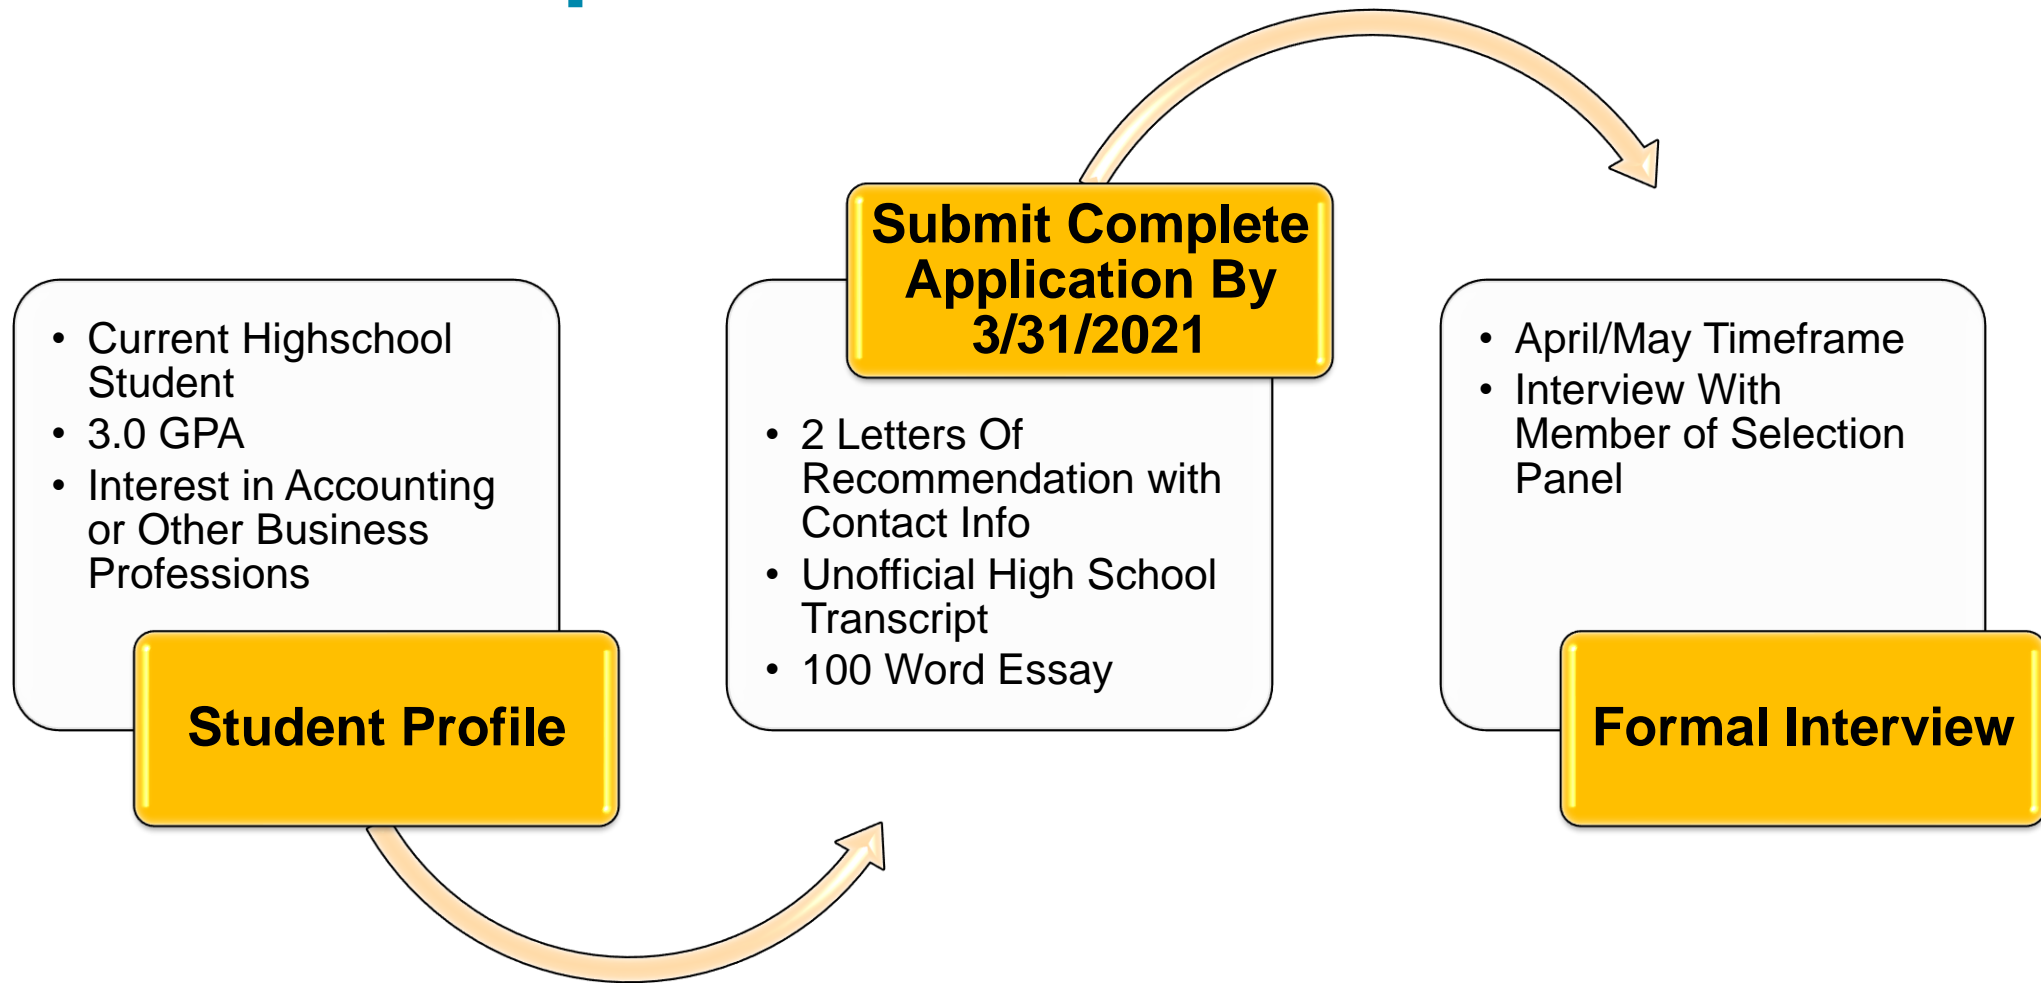 • Current Highschool
Student
• 3.0 GPA
• Interest in Accounting
or Other Business
Professions
Student Profile
Submit Complete
Application By
3/31/2021
• 2 Letters Of
Recommendation with
Contact Info
• Unofficial High School
Transcript
• 100 Word Essay
• April/May Timeframe
• Interview With
Member of Selection
Panel
Formal Interview